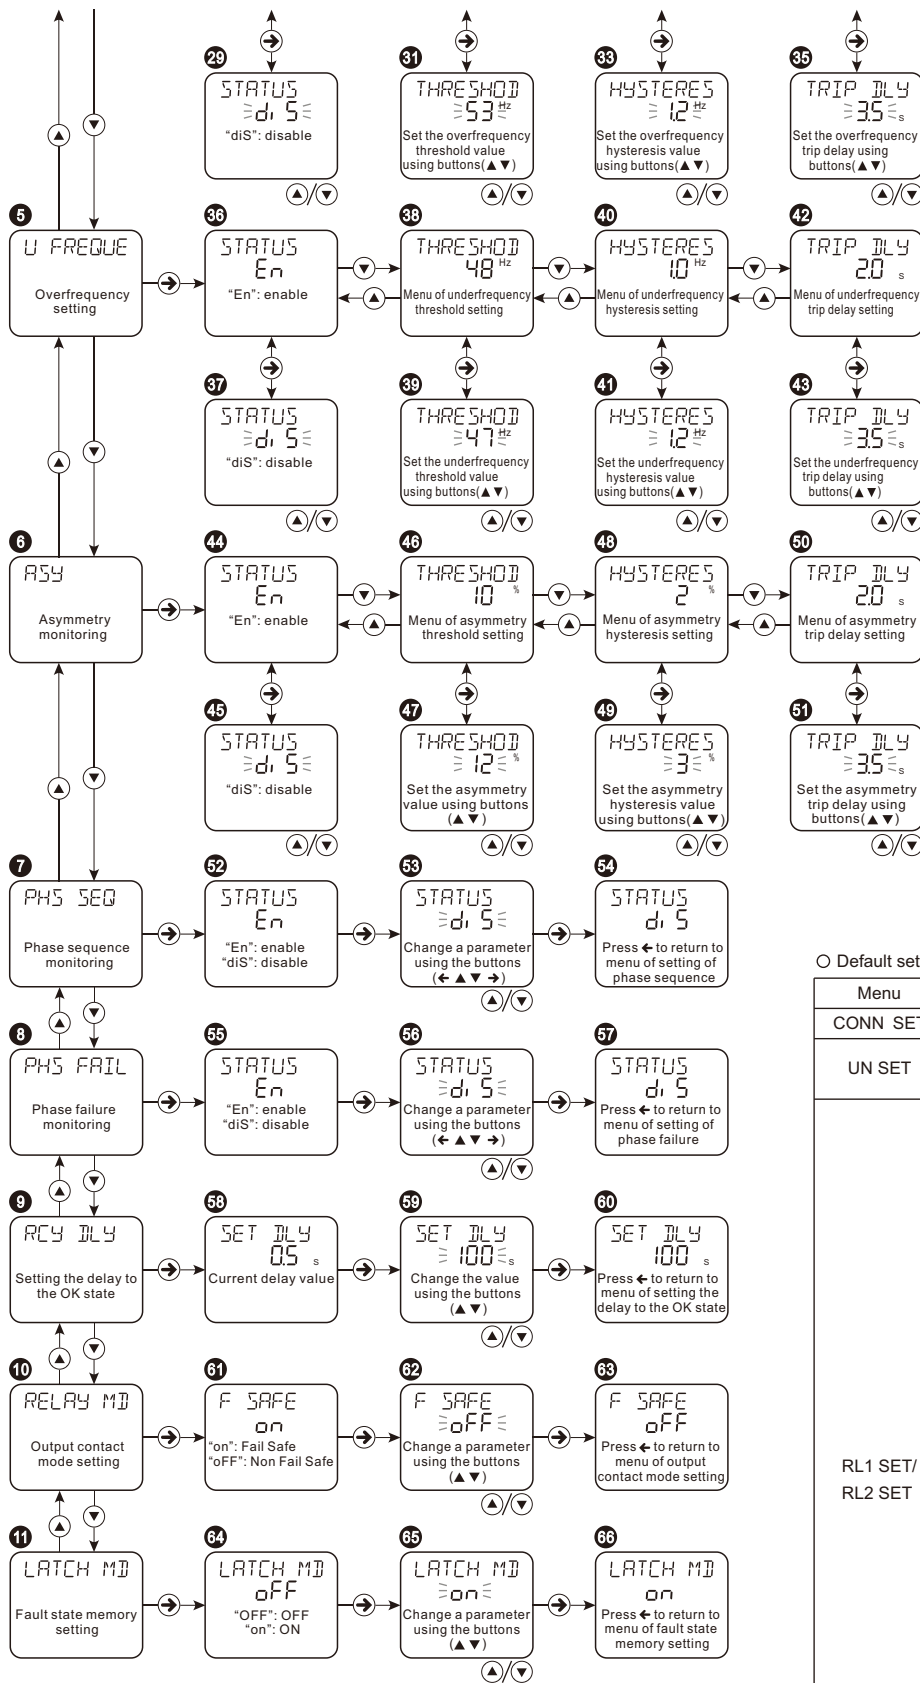 29
STATUS
diS
"diS": disable
31
THRESHOD
53 Hz
Set the overfrequency
threshold value
using buttons(▲▼)
33
HYSTERES
1.2 Hz
Set the overfrequency
hysteresis value
using buttons(▲▼)
35
TRIP DLY
3.5 s
Set the overfrequency
trip delay using
buttons(▲▼)
5
U FREQUE
Overfrequency
setting
36
STATUS
En
"En": enable
38
THRESHOD
48 Hz
Menu of underfrequency
threshold setting
40
HYSTERES
1.0 Hz
Menu of underfrequency
hysteresis setting
42
TRIP DLY
2.0 s
Menu of underfrequency
trip delay setting
37
STATUS
diS
"diS": disable
39
THRESHOD
47 Hz
Set the underfrequency
threshold value
using buttons(▲▼)
41
HYSTERES
1.2 Hz
Set the underfrequency
hysteresis value
using buttons(▲▼)
43
TRIP DLY
3.5 s
Set the underfrequency
trip delay using
buttons(▲▼)
6
ASY
Asymmetry
monitoring
44
STATUS
En
"En": enable
46
THRESHOD
10 %
Menu of asymmetry
threshold setting
48
HYSTERES
2 %
Menu of asymmetry
hysteresis setting
50
TRIP DLY
2.0 s
Menu of asymmetry
trip delay setting
45
STATUS
diS
"diS": disable
47
THRESHOD
12 %
Set the asymmetry
value using buttons
(▲▼)
49
HYSTERES
3 %
Set the asymmetry
hysteresis value
using buttons(▲▼)
51
TRIP DLY
3.5 s
Set the asymmetry
trip delay using
buttons(▲▼)
7
PHS SEQ
Phase sequence
monitoring
52
STATUS
En
"En": enable
"diS": disable
53
STATUS
diS
Change a parameter
using the buttons
(← ▲ ▼ →)
54
STATUS
diS
Press ← to return to
menu of setting of
phase sequence
8
PHS FAIL
Phase failure
monitoring
55
STATUS
En
"En": enable
"diS": disable
56
STATUS
diS
Change a parameter
using the buttons
(← ▲ ▼ →)
57
STATUS
diS
Press ← to return to
menu of setting of
phase failure
9
RCY DLY
Setting the delay to
the OK state
58
SET DLY
0.5 s
Current delay value
59
SET DLY
100 s
Change the value
using the buttons
(▲▼)
60
SET DLY
100 s
Press ← to return to
menu of setting the
delay to the OK state
10
RELAY MD
Output contact
mode setting
61
F SAFE
on
"on": Fail Safe
"oFF": Non Fail Safe
62
F SAFE
oFF
Change a parameter
using the buttons
(▲▼)
63
F SAFE
oFF
Press ← to return to
menu of output
contact mode setting
11
LATCH MD
Fault state memory
setting
64
LATCH MD
oFF
"OFF": OFF
"on": ON
65
LATCH MD
on
Change a parameter
using the buttons
(▲▼)
66
LATCH MD
on
Press ← to return to
menu of fault state
memory setting
○ Default set
Menu
CONN SET
UN SET
RL1 SET/
RL2 SET